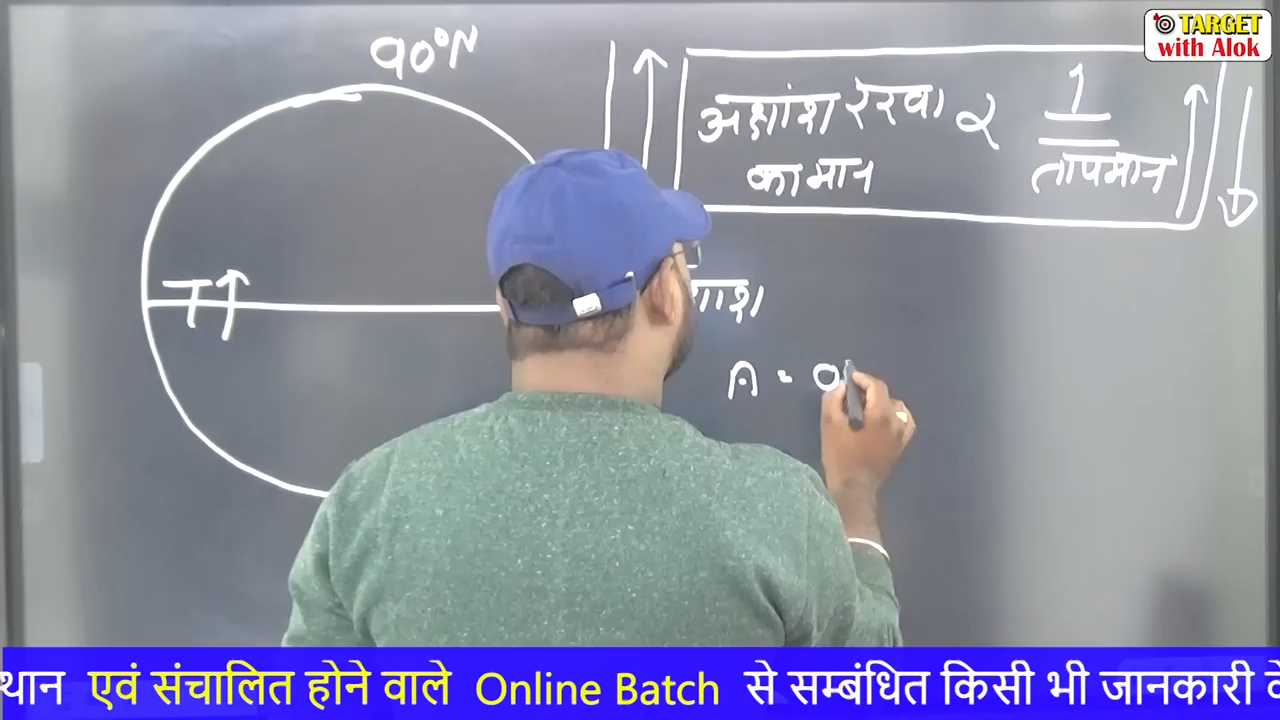 TARGET
with Alok
90°N
अक्षांश रेखा ∝ 1/तापमान
का मान
T↑
A = 0
थान एवं संचालित होने वाले Online Batch से सम्बंधित किसी भी जानकारी के